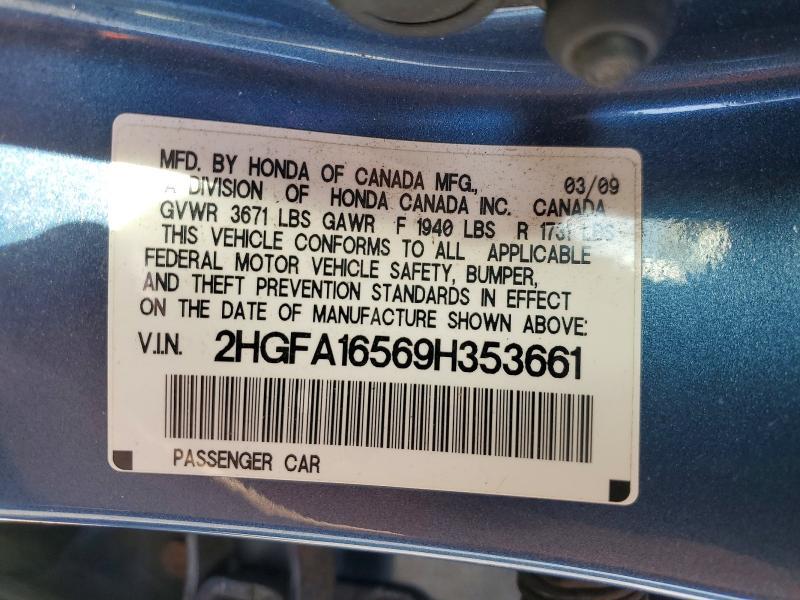 MFD. BY HONDA OF CANADA MFG., 03/09
A DIVISION OF HONDA CANADA INC. CANADA
GVWR 3671 LBS GAWR F 1940 LBS R 1731 LBS
THIS VEHICLE CONFORMS TO ALL APPLICABLE
FEDERAL MOTOR VEHICLE SAFETY, BUMPER,
AND THEFT PREVENTION STANDARDS IN EFFECT
ON THE DATE OF MANUFACTURE SHOWN ABOVE:
V.I.N. 2HGFA16569H353661
PASSENGER CAR